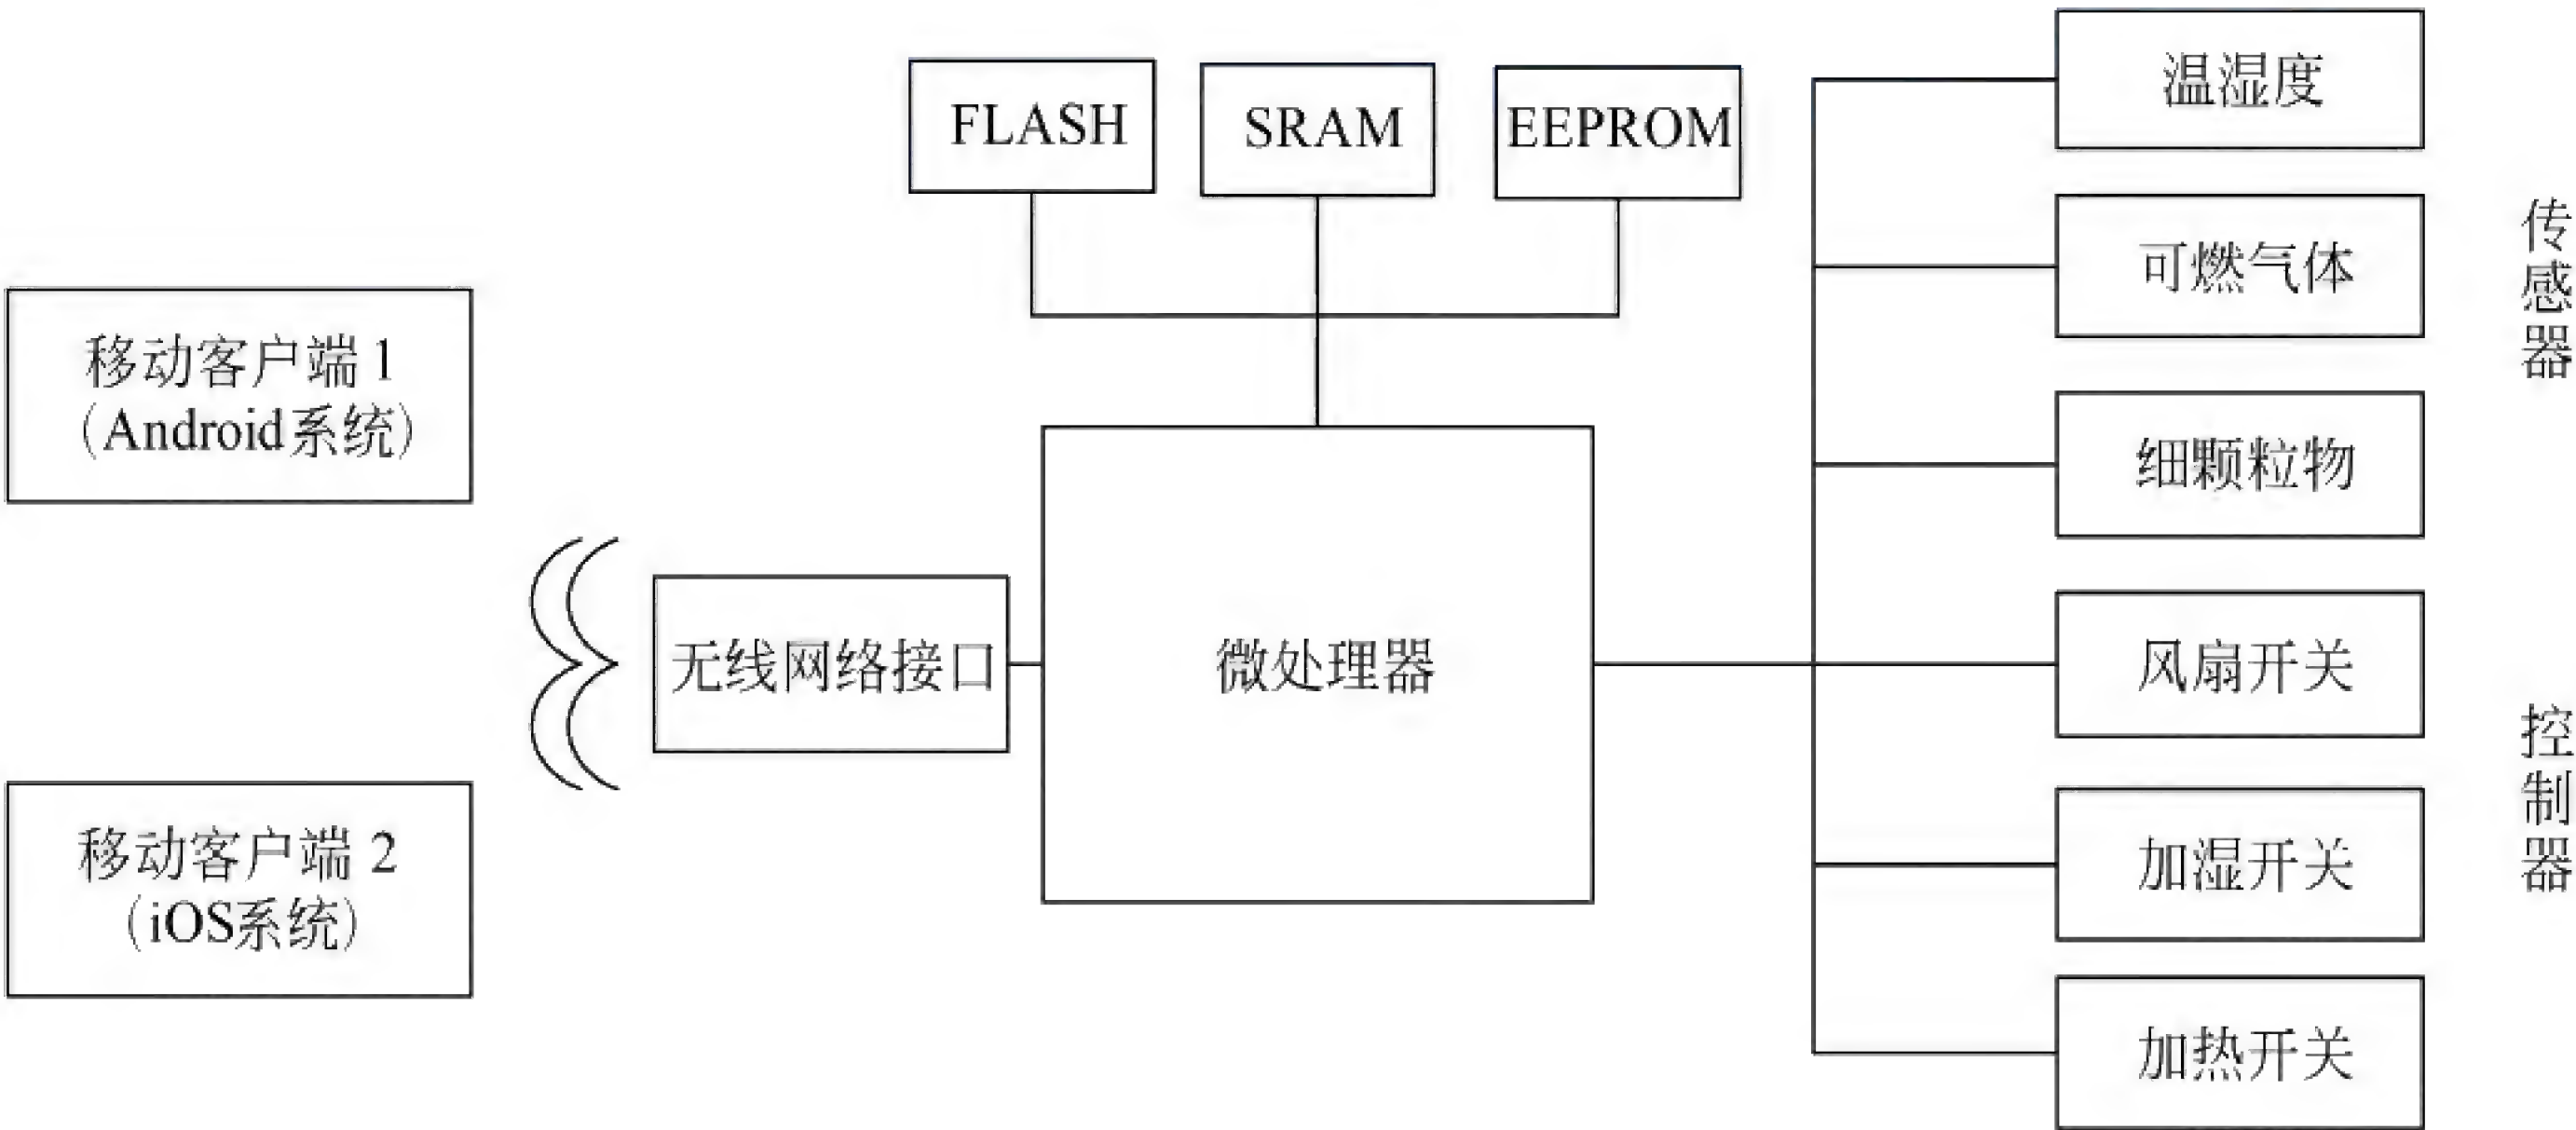 FLASH
SRAM
EEPROM
温湿度
可燃气体
细颗粒物
传感器
移动客户端 1
（Android系统）
无线网络接口
微处理器
风扇开关
加湿开关
加热开关
控制器
移动客户端 2
（iOS系统）